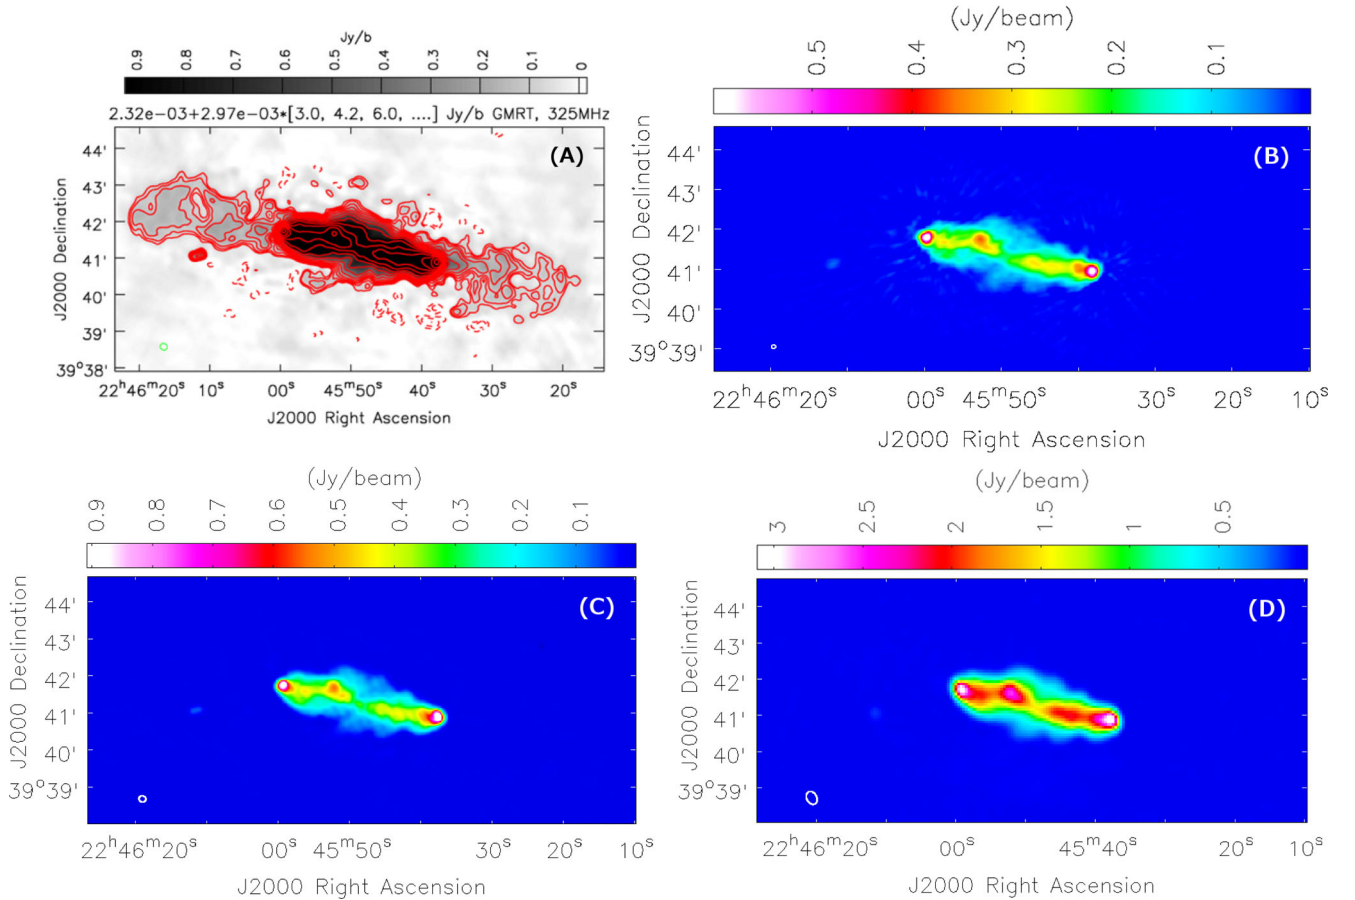 Jy/b
0.9 0.8 0.7 0.6 0.5 0.4 0.3 0.2 0.1 0
2.32e−03+2.97e−03*[3.0, 4.2, 6.0, ....] Jy/b GMRT, 325MHz
(A)
44'
43'
42'
41'
40'
39'
39°38'
J2000 Declination
22ʰ46ᵐ20ˢ 10ˢ 00ˢ 45ᵐ50ˢ 40ˢ 30ˢ 20ˢ
J2000 Right Ascension
(Jy/beam)
0.5 0.4 0.3 0.2 0.1
(B)
44'
43'
42'
41'
40'
39°39'
J2000 Declination
22ʰ46ᵐ20ˢ 00ˢ 45ᵐ50ˢ 30ˢ 20ˢ 10ˢ
J2000 Right Ascension
(Jy/beam)
0.9 0.8 0.7 0.6 0.5 0.4 0.3 0.2 0.1
(C)
44'
43'
42'
41'
40'
39°39'
J2000 Declination
22ʰ46ᵐ20ˢ 00ˢ 45ᵐ50ˢ 30ˢ 20ˢ 10ˢ
J2000 Right Ascension
(Jy/beam)
3 2.5 2 1.5 1 0.5
(D)
44'
43'
42'
41'
40'
39°39'
J2000 Declination
22ʰ46ᵐ20ˢ 00ˢ 45ᵐ40ˢ 20ˢ 10ˢ
J2000 Right Ascension